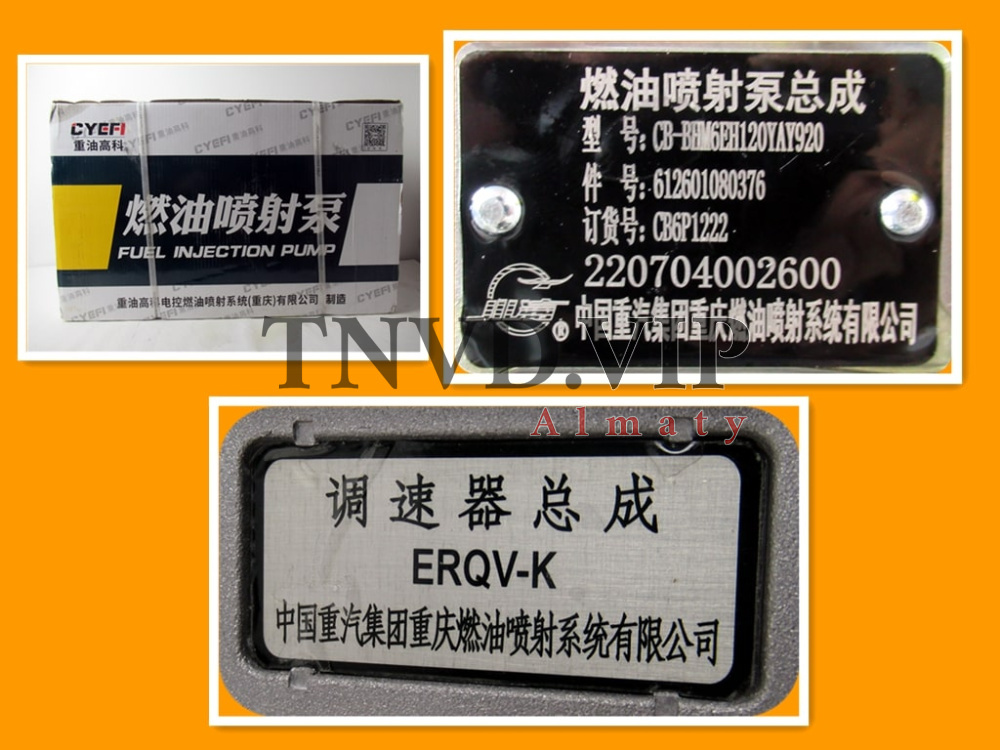 CYEFI
重油高科
燃油喷射泵
FUEL INJECTION PUMP
重油高科电控燃油喷射系统(重庆)有限公司 制造
燃油喷射泵总成
型 号: CB-BHM6EH120YAY920
件 号: 612601080376
订货号: CB6P1222
220704002600
®中国重汽集团重庆燃油喷射系统有限公司
TNVD.VIP
Almaty
调速器总成
ERQV-K
中国重汽集团重庆燃油喷射系统有限公司